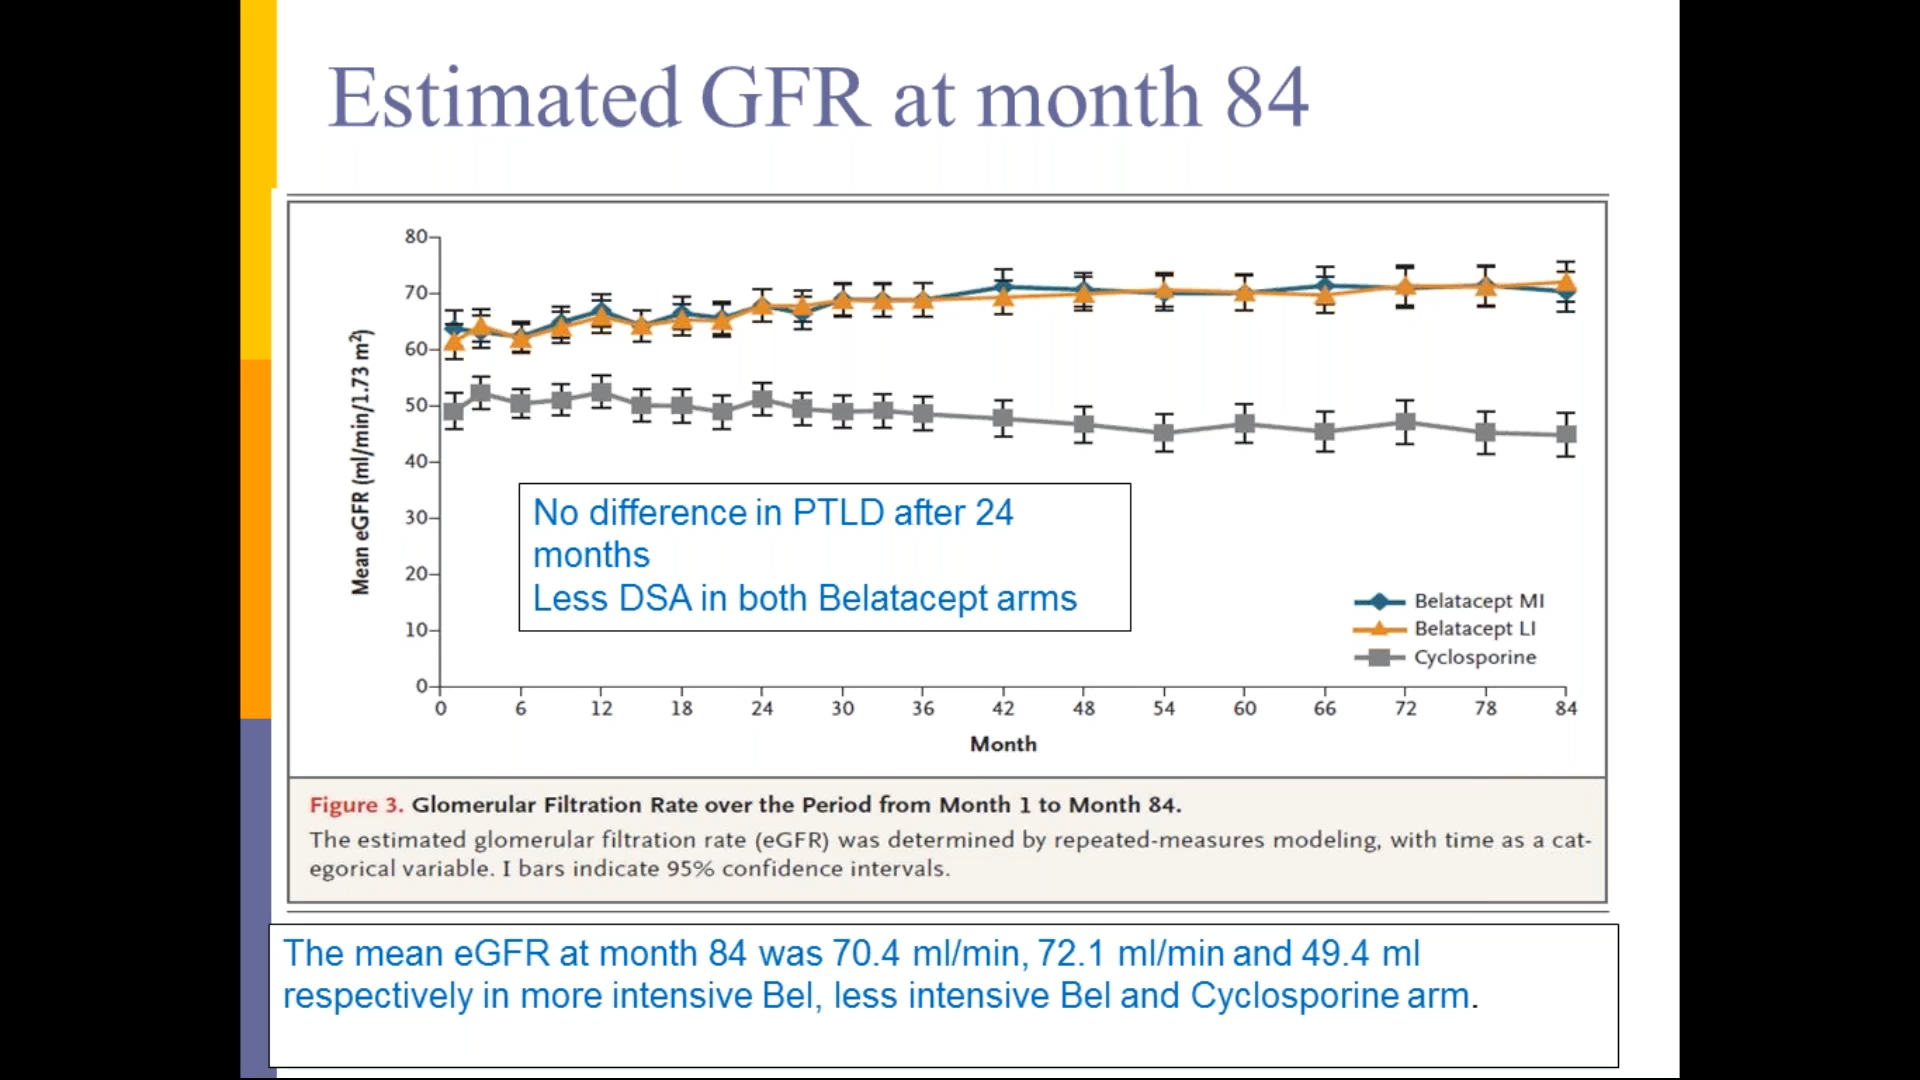 Estimated GFR at month 84
80
70
60
50
40
30
20
10
0
Mean eGFR (ml/min/1.73 m²)
No difference in PTLD after 24
months
Less DSA in both Belatacept arms
Belatacept MI
Belatacept LI
Cyclosporine
0 6 12 18 24 30 36 42 48 54 60 66 72 78 84
Month
Figure 3. Glomerular Filtration Rate over the Period from Month 1 to Month 84.
The estimated glomerular filtration rate (eGFR) was determined by repeated-measures modeling, with time as a cat-
egorical variable. I bars indicate 95% confidence intervals.
The mean eGFR at month 84 was 70.4 ml/min, 72.1 ml/min and 49.4 ml
respectively in more intensive Bel, less intensive Bel and Cyclosporine arm.